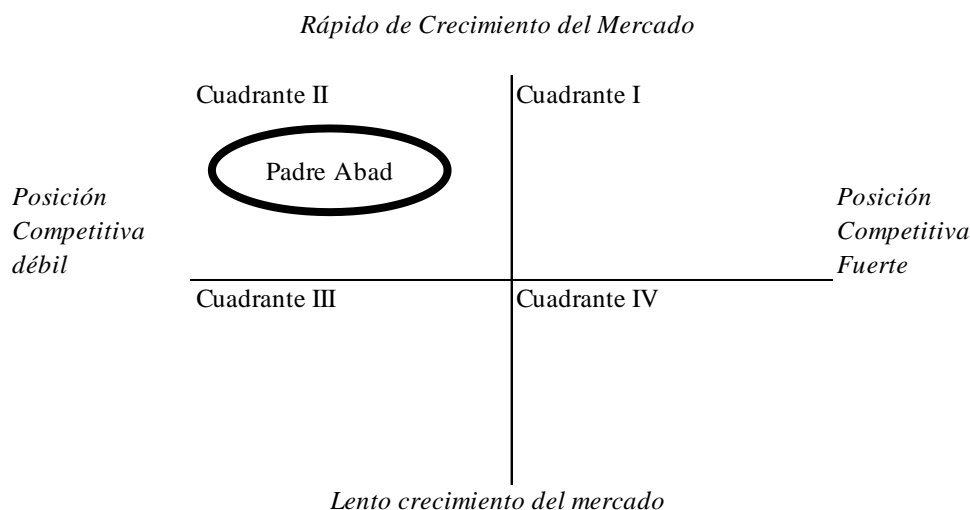 Rápido de Crecimiento del Mercado
Cuadrante II
Cuadrante I
Padre Abad
Posición
Competitiva
débil
Posición
Competitiva
Fuerte
Cuadrante III
Cuadrante IV
Lento crecimiento del mercado